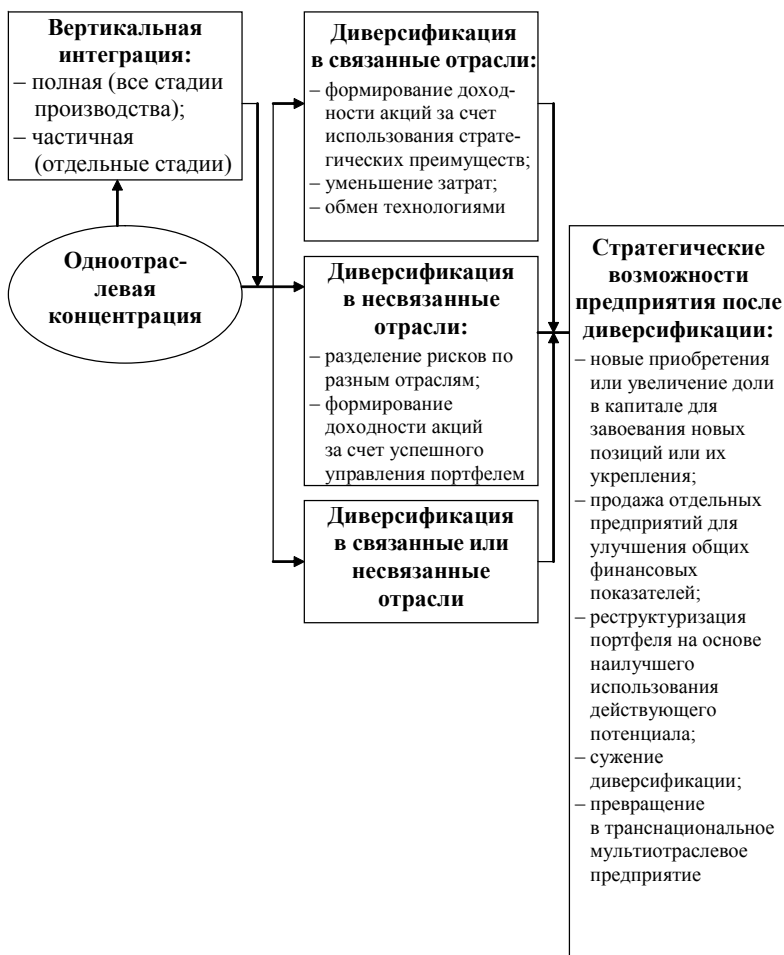 Вертикальная
интеграция:
– полная (все стадии
производства);
– частичная
(отдельные стадии)
Одноотрас-
левая
концентрация
Диверсификация
в связанные отрасли:
– формирование доход-
ности акций за счет
использования страте-
гических преимуществ;
– уменьшение затрат;
– обмен технологиями
Диверсификация
в несвязанные
отрасли:
– разделение рисков по
разным отраслям;
– формирование
доходности акций
за счет успешного
управления портфелем
Диверсификация
в связанные или
несвязанные
отрасли
Стратегические
возможности
предприятия после
диверсификации:
– новые приобретения
или увеличение доли
в капитале для
завоевания новых
позиций или их
укрепления;
– продажа отдельных
предприятий для
улучшения общих
финансовых
показателей;
– реструктуризация
портфеля на основе
наилучшего
использования
действующего
потенциала;
– сужение
диверсификации;
– превращение
в транснациональное
мультиотраслевое
предприятие